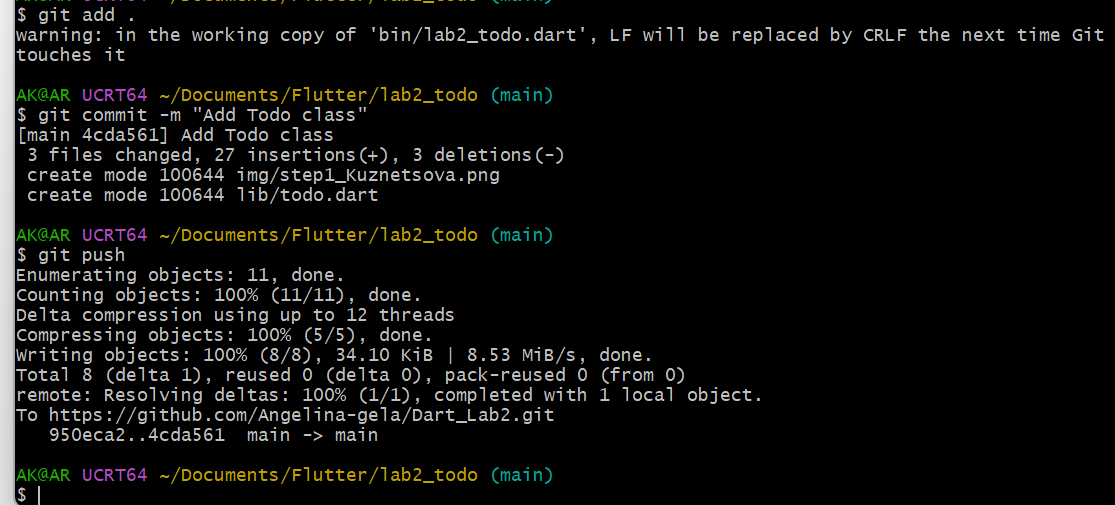 $ git add .
warning: in the working copy of 'bin/lab2_todo.dart', LF will be replaced by CRLF the next time Git
touches it
AK@AR UCRT64 ~/Documents/Flutter/lab2_todo (main)
$ git commit -m "Add Todo class"
[main 4cda561] Add Todo class
 3 files changed, 27 insertions(+), 3 deletions(-)
 create mode 100644 img/step1_Kuznetsova.png
 create mode 100644 lib/todo.dart
AK@AR UCRT64 ~/Documents/Flutter/lab2_todo (main)
$ git push
Enumerating objects: 11, done.
Counting objects: 100% (11/11), done.
Delta compression using up to 12 threads
Compressing objects: 100% (5/5), done.
Writing objects: 100% (8/8), 34.10 KiB | 8.53 MiB/s, done.
Total 8 (delta 1), reused 0 (delta 0), pack-reused 0 (from 0)
remote: Resolving deltas: 100% (1/1), completed with 1 local object.
To https://github.com/Angelina-gela/Dart_Lab2.git
   950eca2..4cda561  main -> main
AK@AR UCRT64 ~/Documents/Flutter/lab2_todo (main)
$